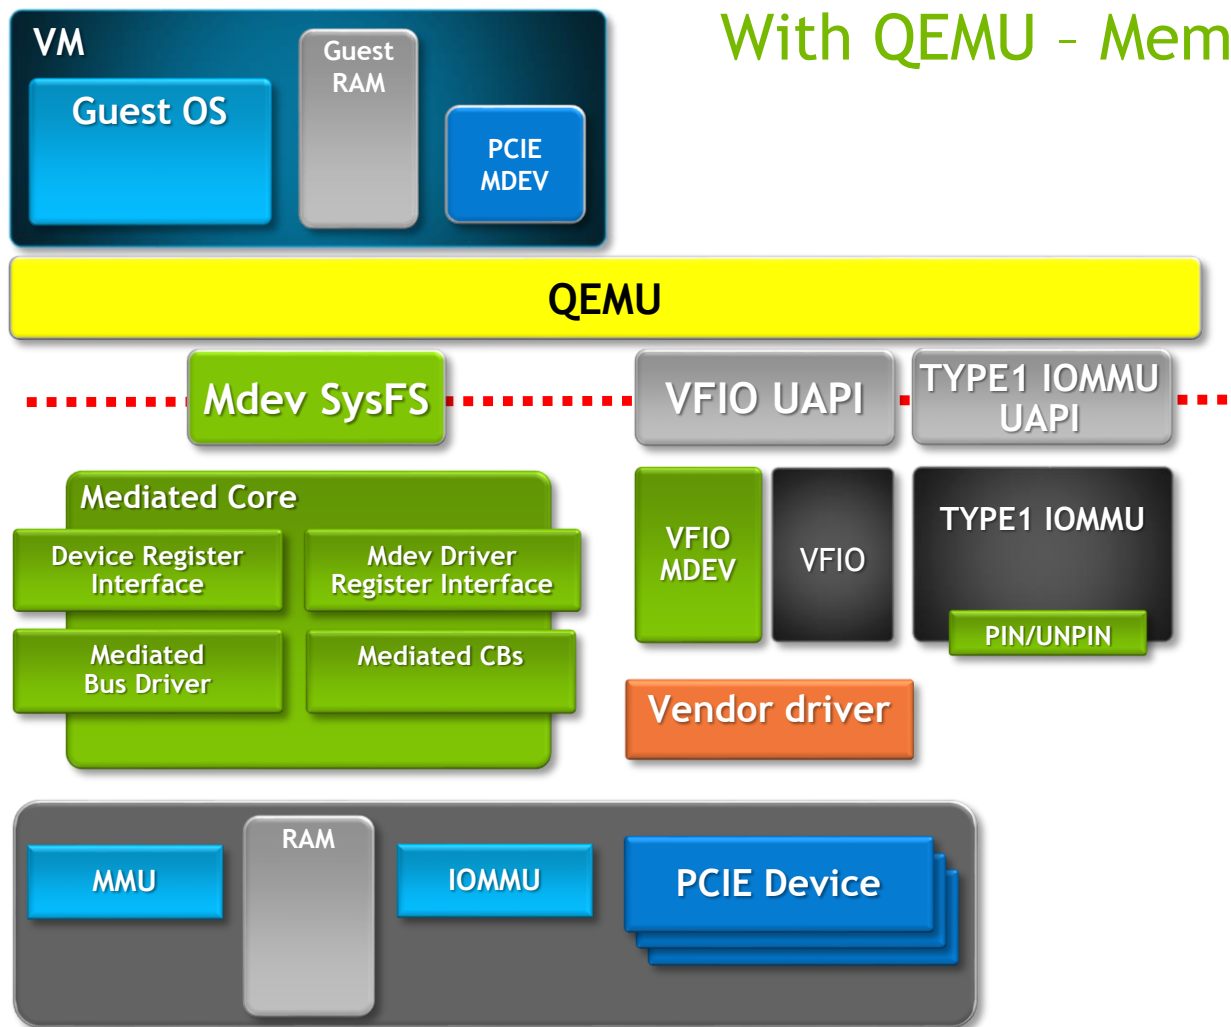 With QEMU – Mem
VM
Guest OS
Guest
RAM
PCIE
MDEV
QEMU
Mdev SysFS
VFIO UAPI
TYPE1 IOMMU
UAPI
Mediated Core
Device Register
Interface
Mdev Driver
Register Interface
Mediated
Bus Driver
Mediated CBs
VFIO
MDEV
VFIO
TYPE1 IOMMU
PIN/UNPIN
Vendor driver
MMU
RAM
IOMMU
PCIE Device